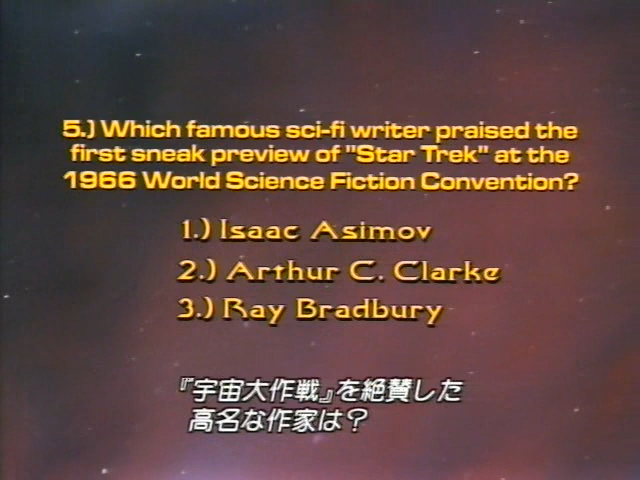 5.) Which famous sci-fi writer praised the
first sneak preview of "Star Trek" at the
1966 World Science Fiction Convention?
1.) Isaac Asimov
2.) Arthur C. Clarke
3.) Ray Bradbury
『宇宙大作戦』を絶賛した
高名な作家は？